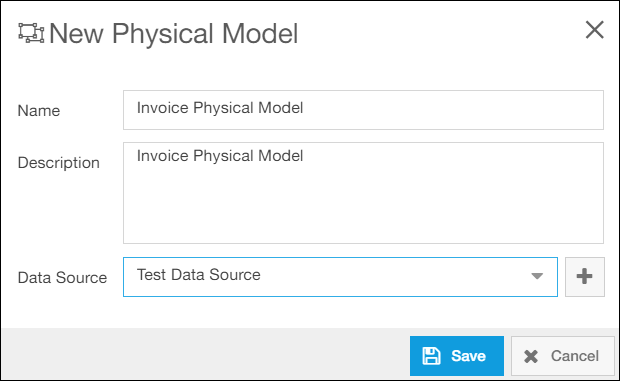 New Physical Model
Name Invoice Physical Model
Description Invoice Physical Model
Data Source Test Data Source
Save Cancel